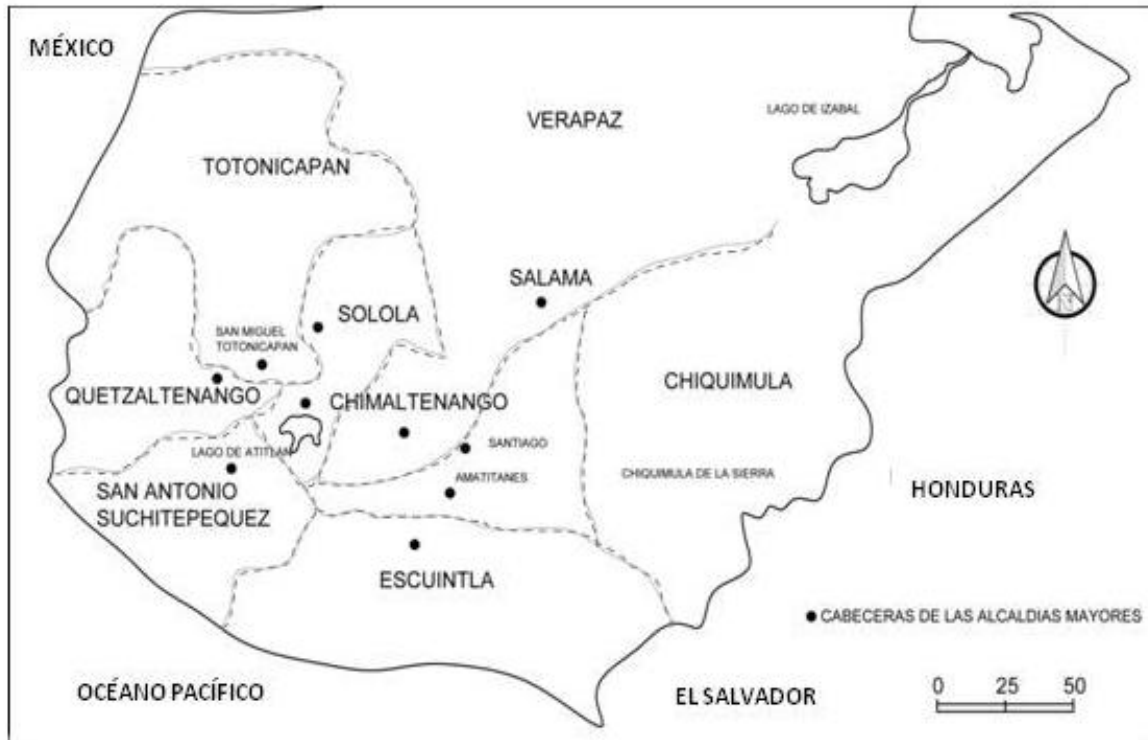 MÉXICO
LAGO DE IZABAL
VERAPAZ
TOTONICAPAN
SALAMA
SOLOLA
SAN MIGUEL
TOTONICAPAN
QUETZALTENANGO
CHIMALTENANGO
CHIQUIMULA
LAGO DE ATITLAN
SANTIAGO
AMATITANES
CHIQUIMULA DE LA SIERRA
SAN ANTONIO
SUCHITEPEQUEZ
HONDURAS
ESCUINTLA
CABECERAS DE LAS ALCALDIAS MAYORES
OCÉANO PACÍFICO
EL SALVADOR
0 25 50
N